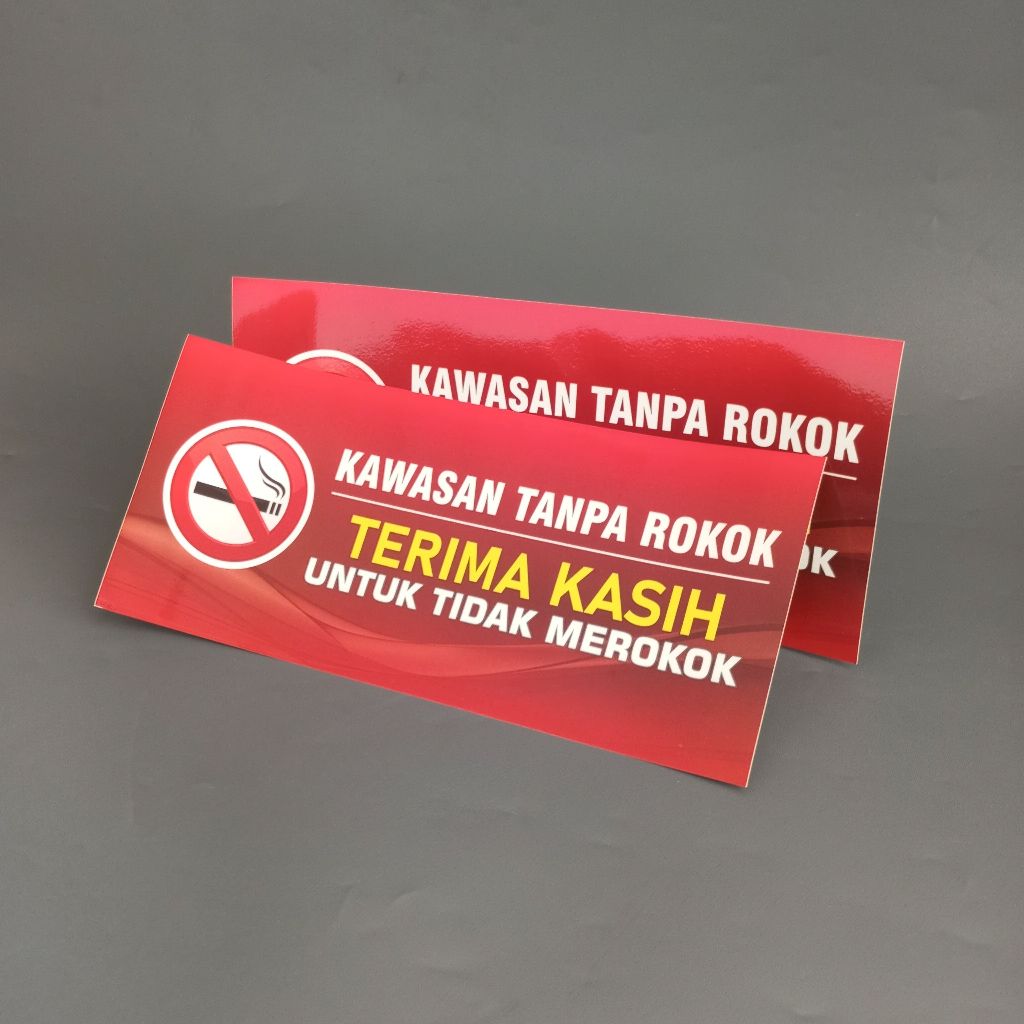 KAWASAN TANPA ROKOK
KAWASAN TANPA ROKOK
TERIMA KASIH
UNTUK TIDAK MEROKOK